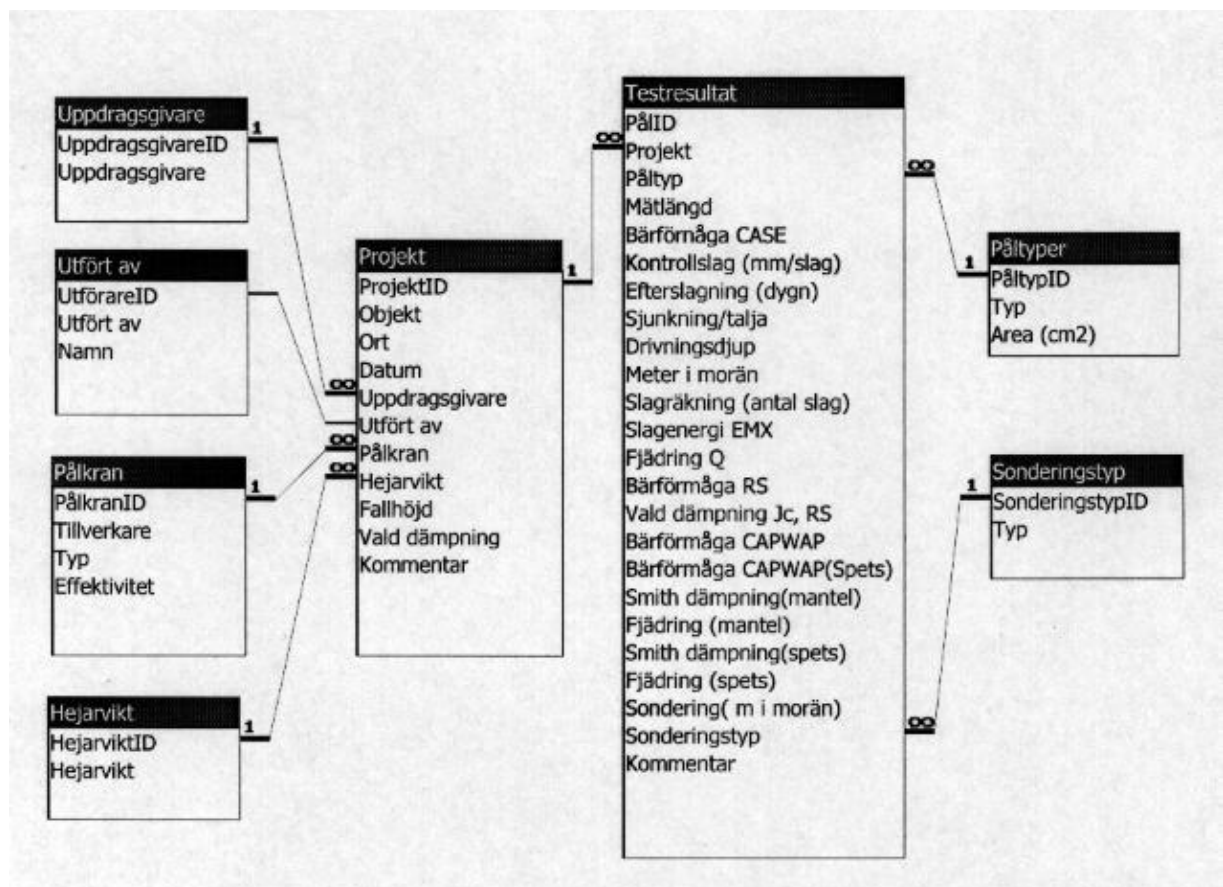 Uppdragsgivare
UppdragsgivareID
Uppdragsgivare
1
Utfört av
UtförareID
Utfört av
Namn
Pålkran
PålkranID
Tillverkare
Typ
Effektivitet
1
Hejarvikt
HejarviktID
Hejarvikt
1
Projekt
ProjektID
Objekt
Ort
Datum
Uppdragsgivare
Utfört av
Pålkran
Hejarvikt
Fallhöjd
Vald dämpning
Kommentar
∞
∞
∞
1
Testresultat
PålID
Projekt
Påltyp
Mätlängd
Bärförnåga CASE
Kontrollslag (mm/slag)
Efterslagning (dygn)
Sjunkning/talja
Drivningsdjup
Meter i morän
Slagräkning (antal slag)
Slagenergi EMX
Fjädring Q
Bärförmåga RS
Vald dämpning Jc, RS
Bärförmåga CAPWAP
Bärförmåga CAPWAP(Spets)
Smith dämpning(mantel)
Fjädring (mantel)
Smith dämpning(spets)
Fjädring (spets)
Sondering( m i morän)
Sonderingstyp
Kommentar
∞
∞
∞
Påltyper
PåltypID
Typ
Area (cm2)
1
Sonderingstyp
SonderingstypID
Typ
1